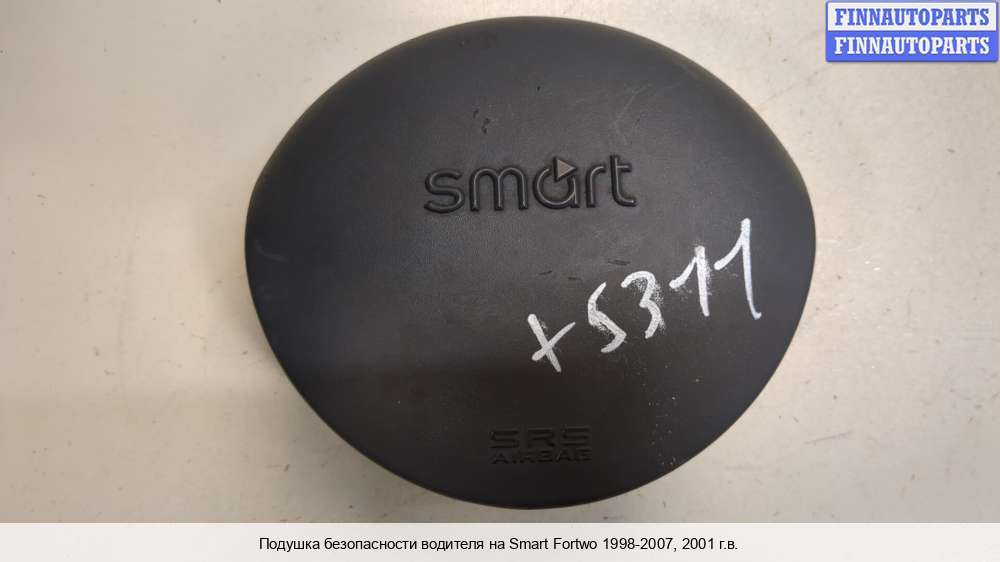 FINNAUTOPARTS
FINNAUTOPARTS
smart
+5311
SRS
AIRBAG
Подушка безопасности водителя на Smart Fortwo 1998-2007, 2001 г.в.